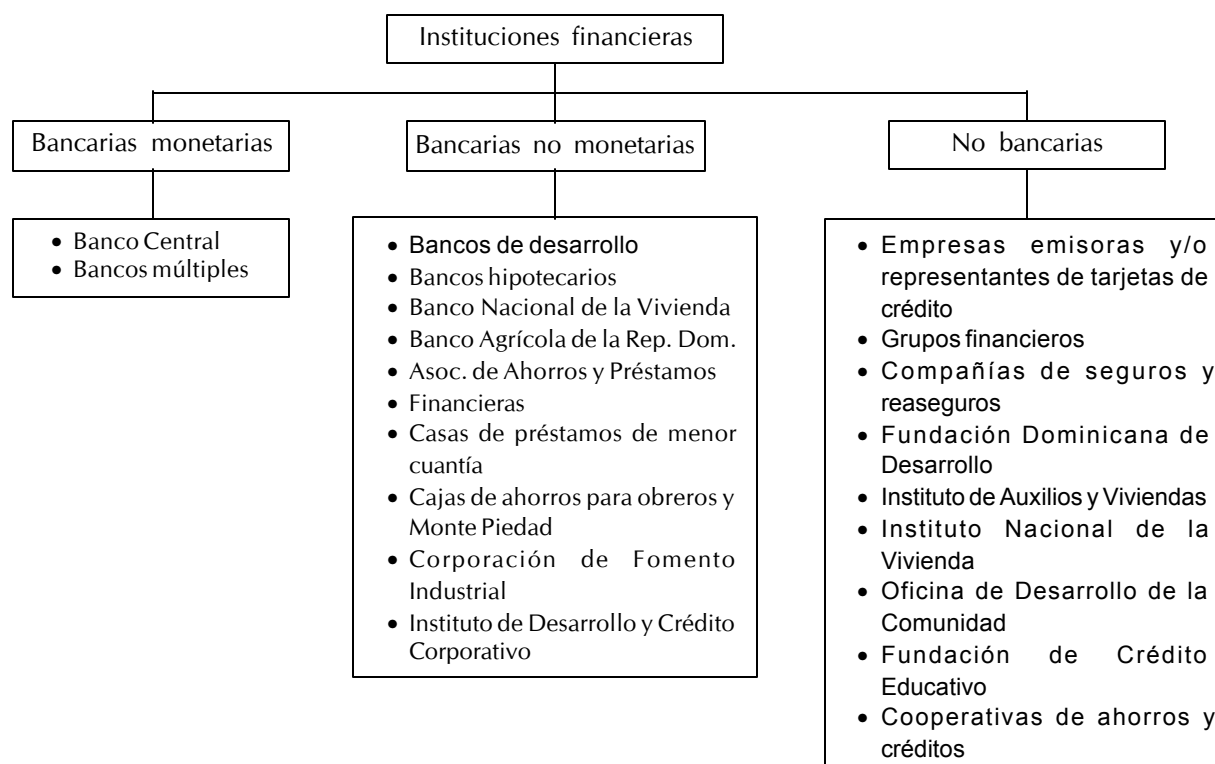 Instituciones financieras
Bancarias monetarias
Bancarias no monetarias
No bancarias
• Banco Central
• Bancos múltiples
• Bancos de desarrollo
• Bancos hipotecarios
• Banco Nacional de la Vivienda
• Banco Agrícola de la Rep. Dom.
• Asoc. de Ahorros y Préstamos
• Financieras
• Casas de préstamos de menor
cuantía
• Cajas de ahorros para obreros y
Monte Piedad
• Corporación de Fomento
Industrial
• Instituto de Desarrollo y Crédito
Corporativo
• Empresas emisoras y/o
representantes de tarjetas de
crédito
• Grupos financieros
• Compañías de seguros y
reaseguros
• Fundación Dominicana de
Desarrollo
• Instituto de Auxilios y Viviendas
• Instituto Nacional de la
Vivienda
• Oficina de Desarrollo de la
Comunidad
• Fundación de Crédito
Educativo
• Cooperativas de ahorros y
créditos